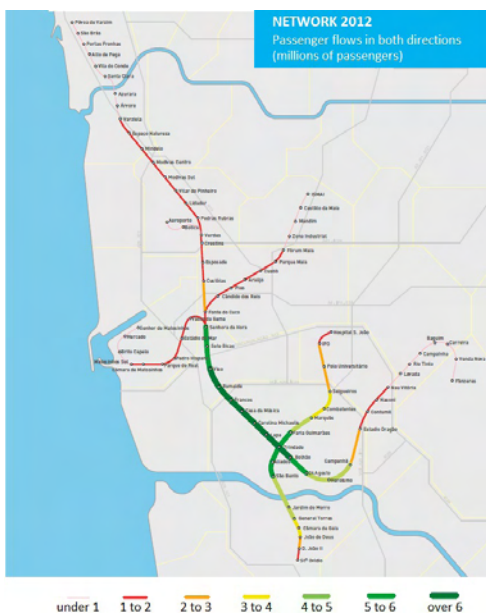 NETWORK 2012
Passenger flows in both directions
(millions of passengers)
Póvoa de Varzim
São Brás
Portas Fronhas
Alto de Pega
Vila do Conde
Santa Clara
Azurara
Árvore
Varziela
Espaço Natureza
Mindelo
Modivas Centro
Modivas Sul
Vilar do Pinheiro
Lidador
Pedras Rubras
Aeroporto
Botica
Verdes
Crestins
Esposade
Custóias
ISMAI
Castêlo da Maia
Mandim
Zona Industrial
Fórum Maia
Parque Maia
Custió
Araújo
Pias
Cândido dos Reis
Fonte do Cuco
Senhora da Hora
Sete Bicas
Viso
Ramalde
Francos
Casa da Música
Carolina Michaelis
Lapa
Trindade
Bolhão
Aliados
São Bento
Senhor de Matosinhos
Mercado
Brito Capelo
Matosinhos Sul
Câmara de Matosinhos
Parque de Real
Pedro Hispano
Estádio do Mar
Vasco da Gama
Hospital S. João
IPO
Pólo Universitário
Salgueiros
Combatentes
Marquês
Faria Guimarães
24 Agosto
Heroísmo
Campanhã
Estádio Dragão
Contumil
Nasoni
Nau Vitória
Levada
Rio Tinto
Campainha
Baguim
Carreira
Venda Nova
Fânzeres
Jardim do Morro
General Torres
Câmara de Gaia
João de Deus
D. João II
Stº Ovídio
under 1
1 to 2
2 to 3
3 to 4
4 to 5
5 to 6
over 6